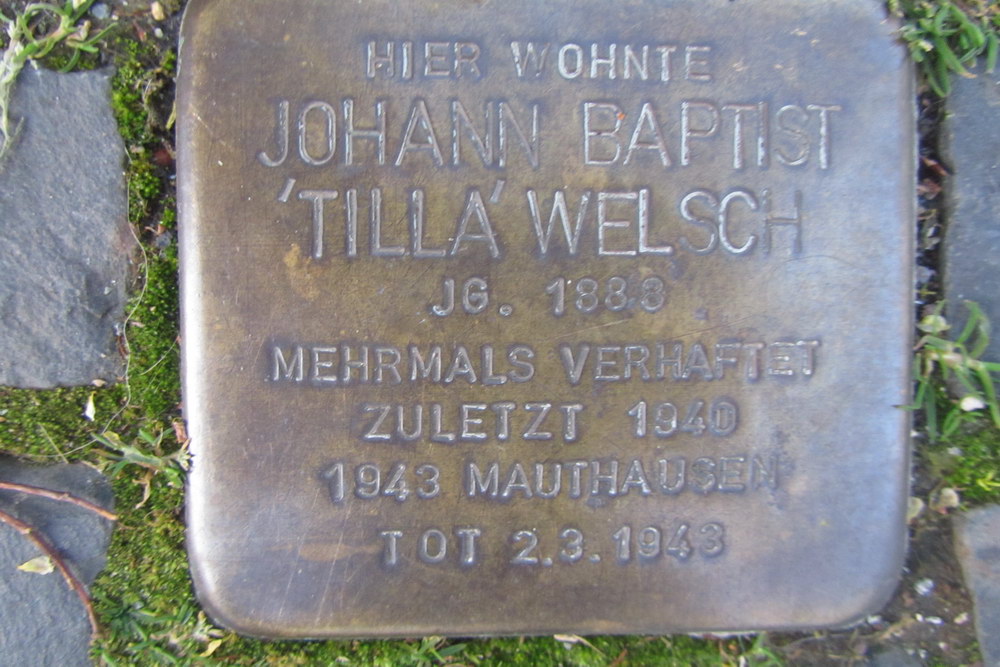 HIER WOHNTE
JOHANN BAPTIST
'TILLA' WELSCH
JG. 1888
MEHRMALS VERHAFTET
ZULETZT 1940
1943 MAUTHAUSEN
TOT 2.3.1943